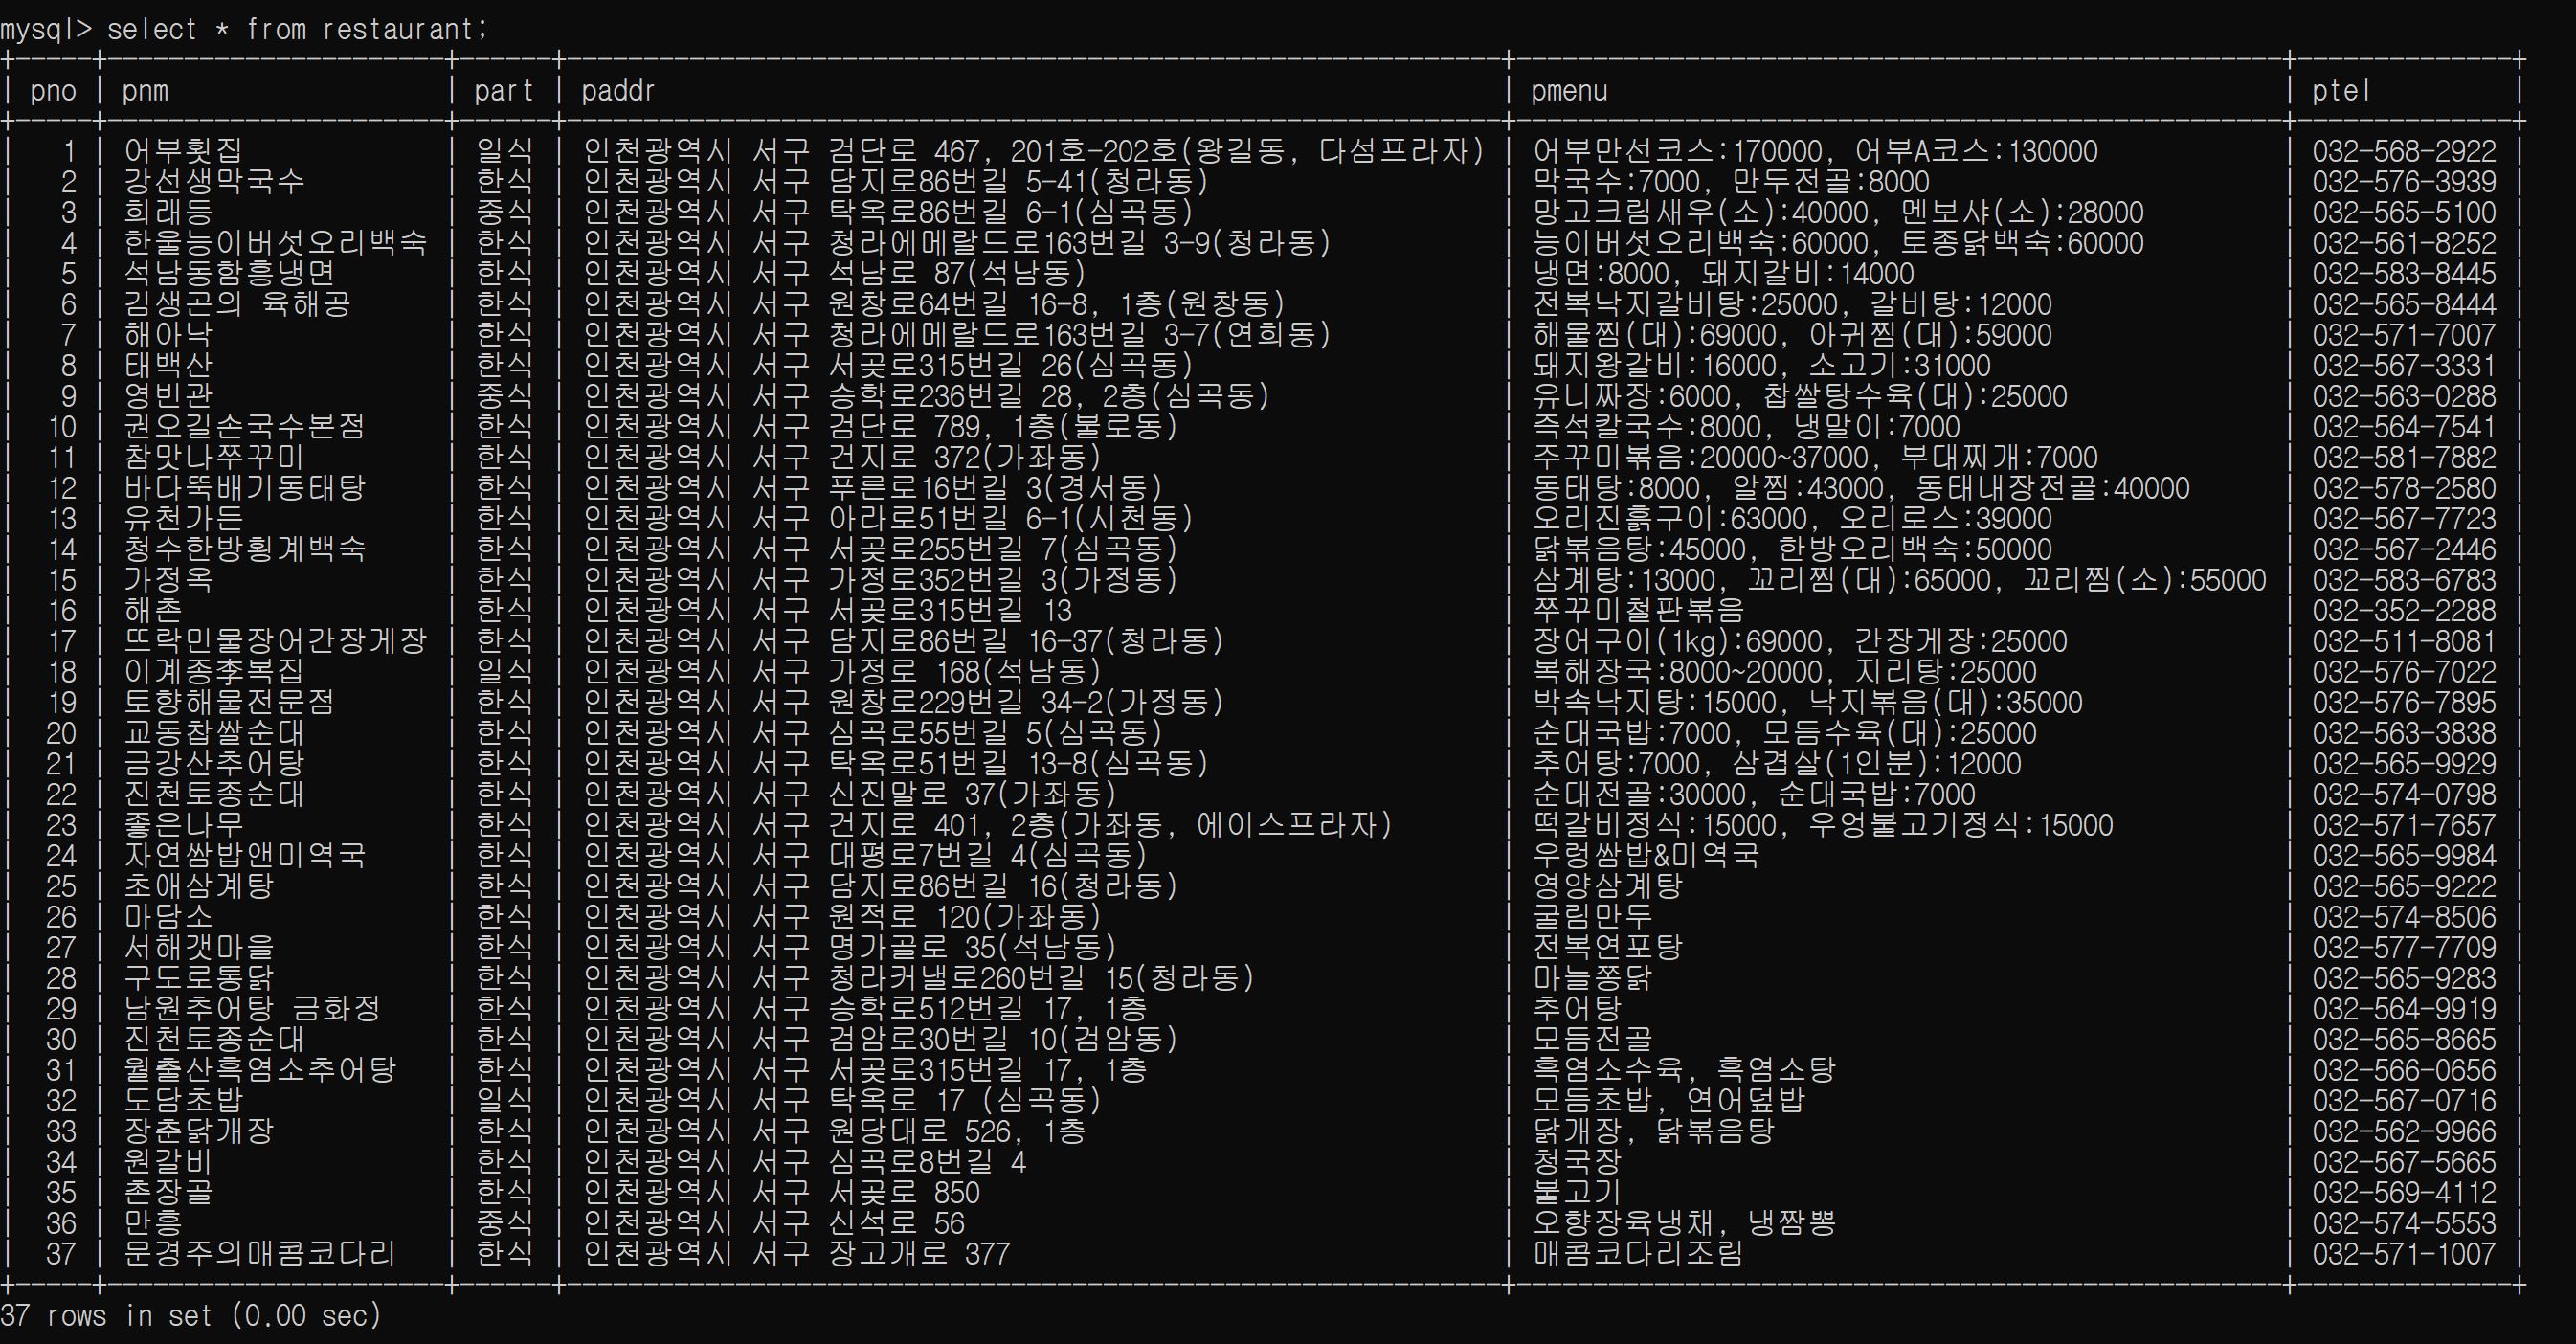 mysql> select * from restaurant;
+-----+----------------------+------+-------------------------------------------------------------+--------------------------------------------------+--------------+
| pno | pnm | part | paddr | pmenu | ptel |
+-----+----------------------+------+-------------------------------------------------------------+--------------------------------------------------+--------------+
| 1 | 어부횟집 | 일식 | 인천광역시 서구 검단로 467, 201호-202호(왕길동, 다섬프라자) | 어부만선코스:170000, 어부A코스:130000 | 032-568-2922 |
| 2 | 강선생막국수 | 한식 | 인천광역시 서구 담지로86번길 5-41(청라동) | 막국수:7000, 만두전골:8000 | 032-576-3939 |
| 3 | 희래등 | 중식 | 인천광역시 서구 탁옥로86번길 6-1(심곡동) | 망고크림새우(소):40000, 멘보샤(소):28000 | 032-565-5100 |
| 4 | 한울능이버섯오리백숙 | 한식 | 인천광역시 서구 청라에메랄드로163번길 3-9(청라동) | 능이버섯오리백숙:60000, 토종닭백숙:60000 | 032-561-8252 |
| 5 | 석남동함흥냉면 | 한식 | 인천광역시 서구 석남로 87(석남동) | 냉면:8000, 돼지갈비:14000 | 032-583-8445 |
| 6 | 김생곤의 육해공 | 한식 | 인천광역시 서구 원창로64번길 16-8, 1층(원창동) | 전복낙지갈비탕:25000, 갈비탕:12000 | 032-565-8444 |
| 7 | 해아낙 | 한식 | 인천광역시 서구 청라에메랄드로163번길 3-7(연희동) | 해물찜(대):69000, 아귀찜(대):59000 | 032-571-7007 |
| 8 | 태백산 | 한식 | 인천광역시 서구 서곶로315번길 26(심곡동) | 돼지왕갈비:16000, 소고기:31000 | 032-567-3331 |
| 9 | 영빈관 | 중식 | 인천광역시 서구 승학로236번길 28, 2층(심곡동) | 유니짜장:6000, 찹쌀탕수육(대):25000 | 032-563-0288 |
| 10 | 권오길손국수본점 | 한식 | 인천광역시 서구 검단로 789, 1층(불로동) | 즉석칼국수:8000, 냉말이:7000 | 032-564-7541 |
| 11 | 참맛나쭈꾸미 | 한식 | 인천광역시 서구 건지로 372(가좌동) | 주꾸미볶음:20000~37000, 부대찌개:7000 | 032-581-7882 |
| 12 | 바다뚝배기동태탕 | 한식 | 인천광역시 서구 푸른로16번길 3(경서동) | 동태탕:8000, 알찜:43000, 동태내장전골:40000 | 032-578-2580 |
| 13 | 유천가든 | 한식 | 인천광역시 서구 아라로51번길 6-1(시천동) | 오리진흙구이:63000, 오리로스:39000 | 032-567-7723 |
| 14 | 청수한방횡계백숙 | 한식 | 인천광역시 서구 서곶로255번길 7(심곡동) | 닭볶음탕:45000, 한방오리백숙:50000 | 032-567-2446 |
| 15 | 가정옥 | 한식 | 인천광역시 서구 가정로352번길 3(가정동) | 삼계탕:13000, 꼬리찜(대):65000, 꼬리찜(소):55000 | 032-583-6783 |
| 16 | 해촌 | 한식 | 인천광역시 서구 서곶로315번길 13 | 쭈꾸미철판볶음 | 032-352-2288 |
| 17 | 뜨락민물장어간장게장 | 한식 | 인천광역시 서구 담지로86번길 16-37(청라동) | 장어구이(1kg):69000, 간장게장:25000 | 032-511-8081 |
| 18 | 이계종李복집 | 일식 | 인천광역시 서구 가정로 168(석남동) | 복해장국:8000~20000, 지리탕:25000 | 032-576-7022 |
| 19 | 토향해물전문점 | 한식 | 인천광역시 서구 원창로229번길 34-2(가정동) | 박속낙지탕:15000, 낙지볶음(대):35000 | 032-576-7895 |
| 20 | 교동찹쌀순대 | 한식 | 인천광역시 서구 심곡로55번길 5(심곡동) | 순대국밥:7000, 모듬수육(대):25000 | 032-563-3838 |
| 21 | 금강산추어탕 | 한식 | 인천광역시 서구 탁옥로51번길 13-8(심곡동) | 추어탕:7000, 삼겹살(1인분):12000 | 032-565-9929 |
| 22 | 진천토종순대 | 한식 | 인천광역시 서구 신진말로 37(가좌동) | 순대전골:30000, 순대국밥:7000 | 032-574-0798 |
| 23 | 좋은나무 | 한식 | 인천광역시 서구 건지로 401, 2층(가좌동, 에이스프라자) | 떡갈비정식:15000, 우엉불고기정식:15000 | 032-571-7657 |
| 24 | 자연쌈밥앤미역국 | 한식 | 인천광역시 서구 대평로7번길 4(심곡동) | 우렁쌈밥&미역국 | 032-565-9984 |
| 25 | 초애삼계탕 | 한식 | 인천광역시 서구 담지로86번길 16(청라동) | 영양삼계탕 | 032-565-9222 |
| 26 | 마담소 | 한식 | 인천광역시 서구 원적로 120(가좌동) | 굴림만두 | 032-574-8506 |
| 27 | 서해갯마을 | 한식 | 인천광역시 서구 명가골로 35(석남동) | 전복연포탕 | 032-577-7709 |
| 28 | 구도로통닭 | 한식 | 인천광역시 서구 청라커낼로260번길 15(청라동) | 마늘쫑닭 | 032-565-9283 |
| 29 | 남원추어탕 금화정 | 한식 | 인천광역시 서구 승학로512번길 17, 1층 | 추어탕 | 032-564-9919 |
| 30 | 진천토종순대 | 한식 | 인천광역시 서구 검암로30번길 10(검암동) | 모듬전골 | 032-565-8665 |
| 31 | 월출산흑염소추어탕 | 한식 | 인천광역시 서구 서곶로315번길 17, 1층 | 흑염소수육, 흑염소탕 | 032-566-0656 |
| 32 | 도담초밥 | 일식 | 인천광역시 서구 탁옥로 17 (심곡동) | 모듬초밥, 연어덮밥 | 032-567-0716 |
| 33 | 장춘닭개장 | 한식 | 인천광역시 서구 원당대로 526, 1층 | 닭개장, 닭볶음탕 | 032-562-9966 |
| 34 | 원갈비 | 한식 | 인천광역시 서구 심곡로8번길 4 | 청국장 | 032-567-5665 |
| 35 | 촌장골 | 한식 | 인천광역시 서구 서곶로 850 | 불고기 | 032-569-4112 |
| 36 | 만흥 | 중식 | 인천광역시 서구 신석로 56 | 오향장육냉채, 냉짬뽕 | 032-574-5553 |
| 37 | 문경주의매콤코다리 | 한식 | 인천광역시 서구 장고개로 377 | 매콤코다리조림 | 032-571-1007 |
+-----+----------------------+------+-------------------------------------------------------------+--------------------------------------------------+--------------+
37 rows in set (0.00 sec)